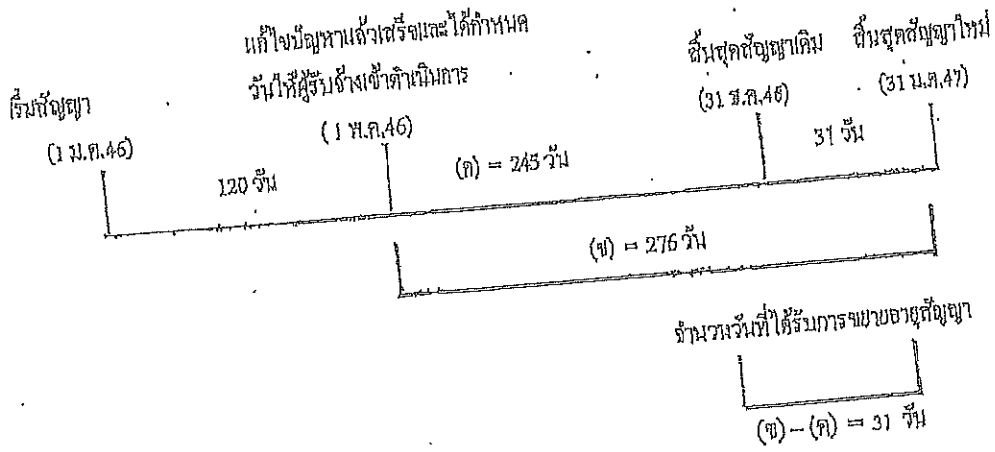 แก้ไขปัญหาแล้วเสร็จและได้กำหนด
วันให้ผู้รับจ้างเข้าดำเนินการ
สิ้นสุดสัญญาเดิม
สิ้นสุดสัญญาใหม่
เริ่มสัญญา
(1 ม.ค.46)
(1 พ.ค.46)
(31 ธ.ค.46)
(31 ม.ค.47)
120 วัน
(ค) = 245 วัน
31 วัน
(ข) = 276 วัน
จำนวนวันที่ได้รับการขยายอายุสัญญา
(ข) – (ค) = 31 วัน